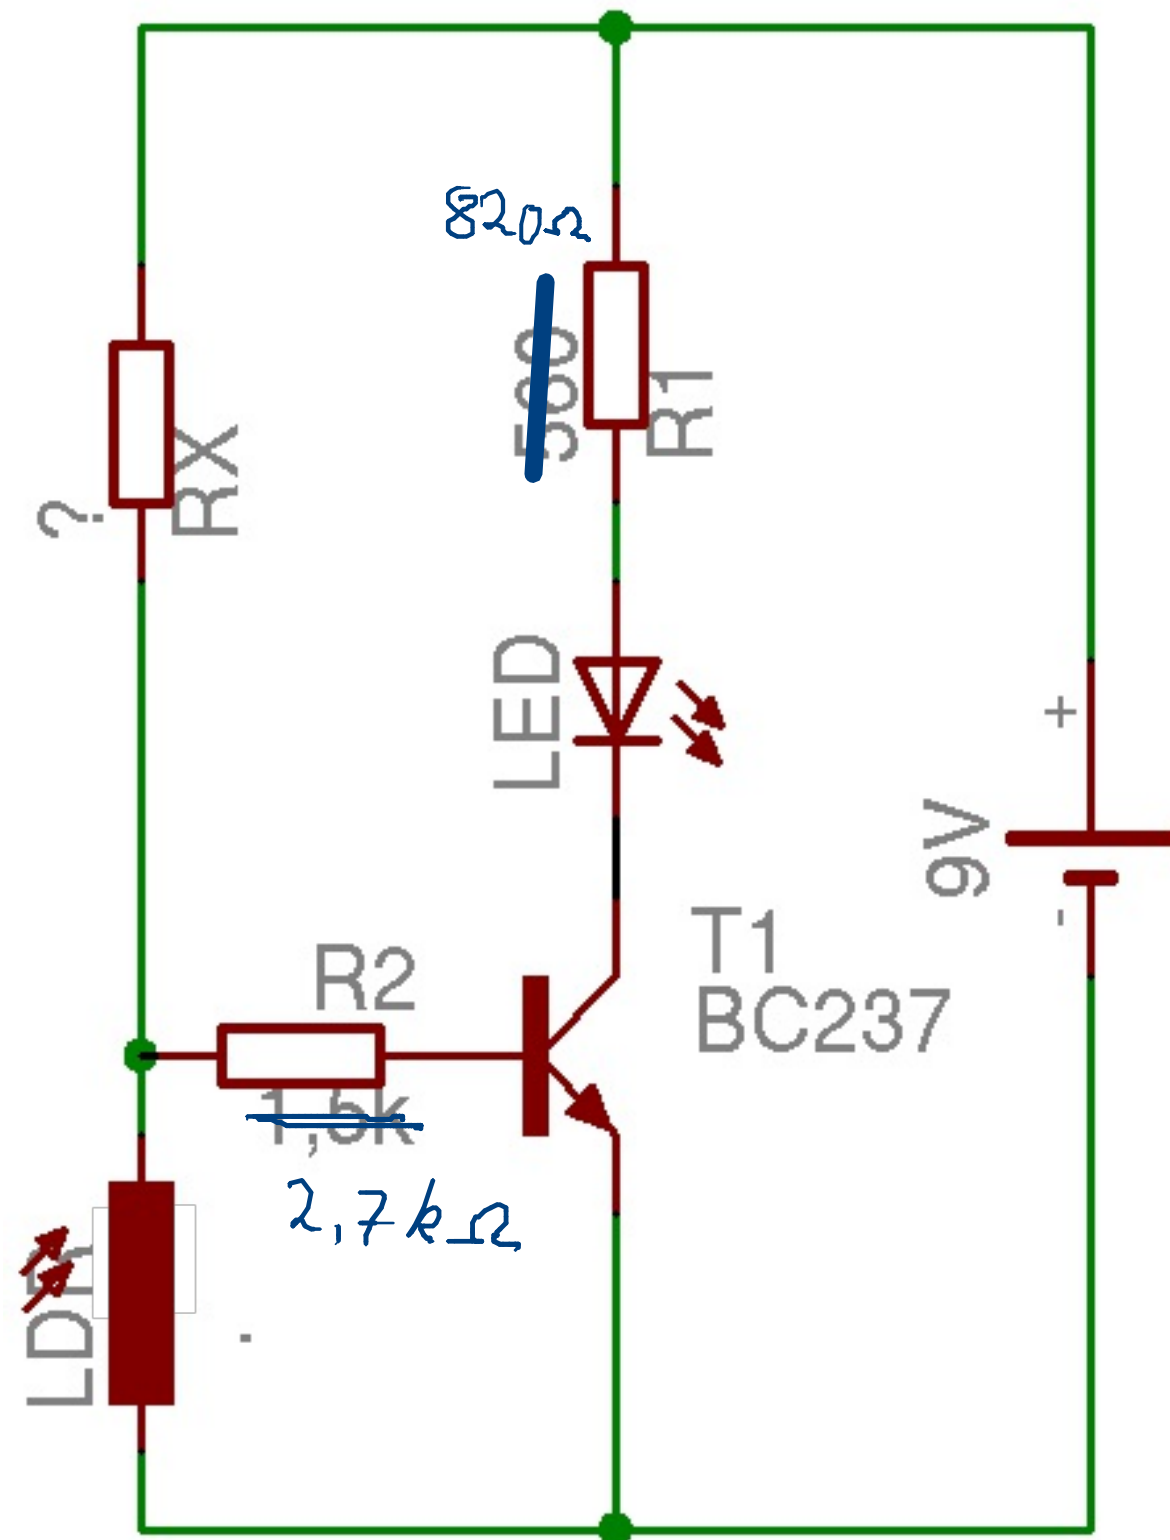 820Ω
500
R1
RX
?
LED
+
9V
-
T1
BC237
R2
1,5k
2,7kΩ
LDR